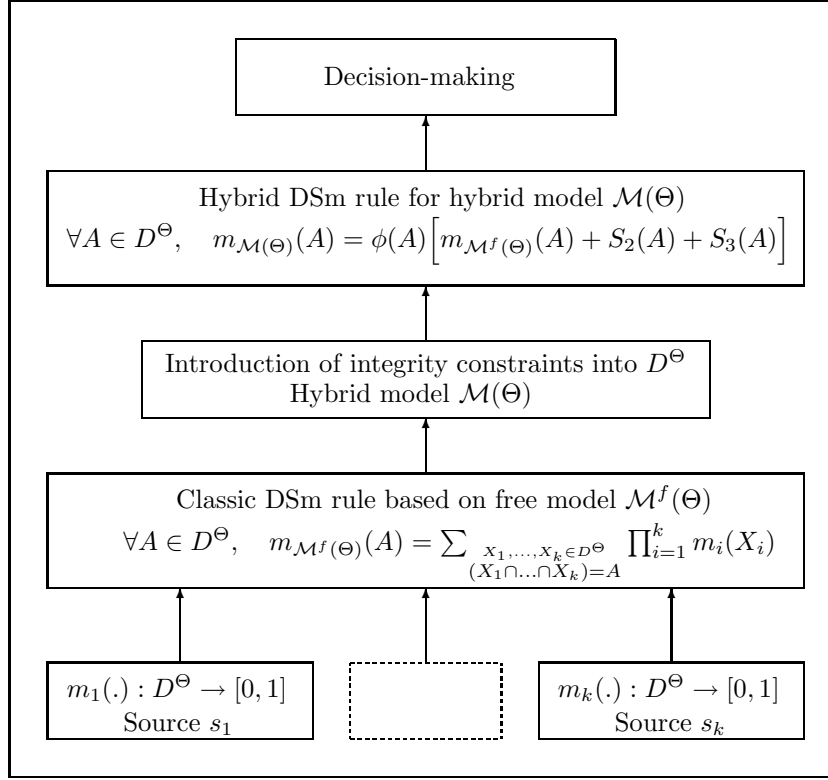 Decision-making
Hybrid DSm rule for hybrid model ℳ(Θ)
∀A ∈ D^Θ, m_{ℳ(Θ)}(A) = ϕ(A)[m_{ℳ^f(Θ)}(A) + S_2(A) + S_3(A)]
Introduction of integrity constraints into D^Θ
Hybrid model ℳ(Θ)
Classic DSm rule based on free model ℳ^f(Θ)
∀A ∈ D^Θ, m_{ℳ^f(Θ)}(A) = ∑_{X_1,...,X_k∈D^Θ (X_1∩...∩X_k)=A} ∏_{i=1}^{k} m_i(X_i)
m_1(.) : D^Θ → [0, 1]
Source s_1
m_k(.) : D^Θ → [0, 1]
Source s_k